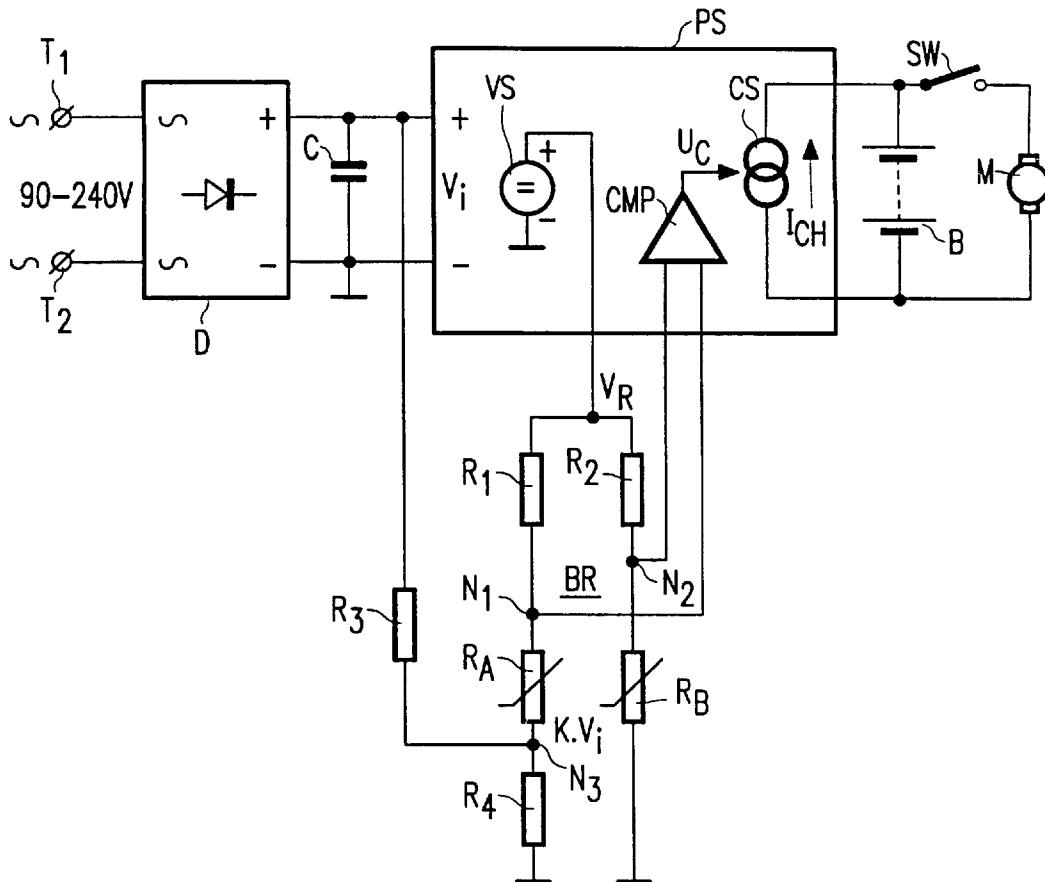 PS
T1
VS
SW
CS
+
+
+
+
C
UC
90-240V
Vi
=
CMP
M
ICH
B
-
-
-
T2
D
VR
R1
R2
N1
BR
N2
R3
RA
RB
K.Vi
N3
R4